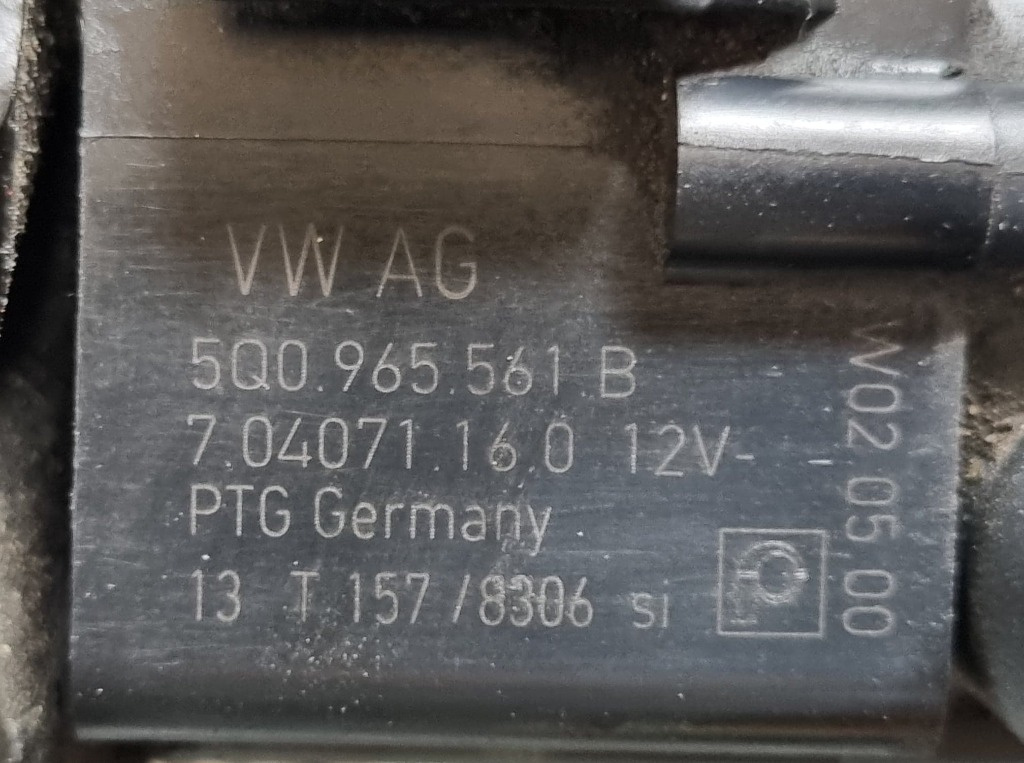 VW AG
5Q0.965.561.B
7.04071.16.0 12V-
PTG Germany
13 T 157 /8306 SI
W02 05 00